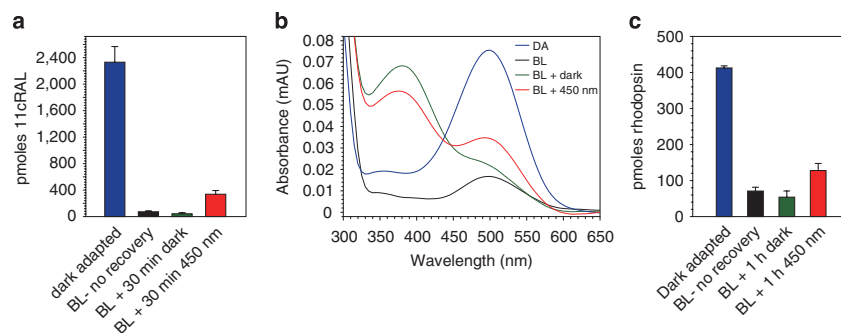 a
pmoles 11cRAL
2,400
2,000
1,600
1,200
800
400
0
dark adapted
BL- no recovery
BL + 30 min dark
BL + 30 min 450 nm
b
Absorbance (mAU)
0.08
0.07
0.06
0.05
0.04
0.03
0.02
0.01
0
300 350 400 450 500 550 600 650
Wavelength (nm)
DA
BL
BL + dark
BL + 450 nm
c
pmoles rhodopsin
500
400
300
200
100
0
Dark adapted
BL- no recovery
BL + 1 h dark
BL + 1 h 450 nm